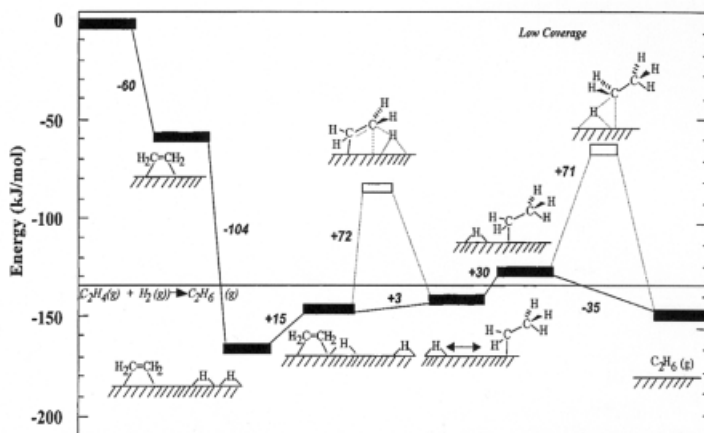 Low Coverage
Energy (kJ/mol)
0
-50
-100
-150
-200
-60
H₂C=CH₂
-104
C₂H₄(g) + H₂(g) → C₂H₆ (g)
H₂C=CH₂ H H
+15
H₂C=CH₂ H H
+72
H C C H H H
+3
H H C H C H H
+30
H H C H C H H
+71
H H C H C H H H
-35
C₂H₆ (g)